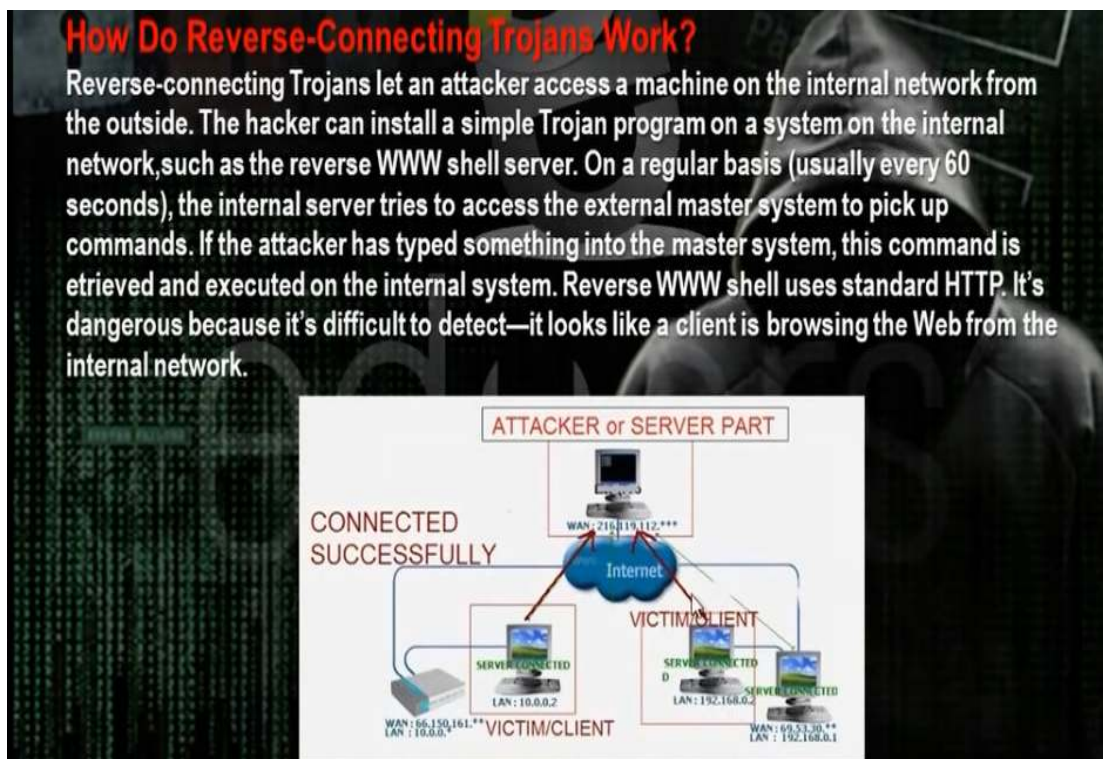 How Do Reverse-Connecting Trojans Work?
Reverse-connecting Trojans let an attacker access a machine on the internal network from
the outside. The hacker can install a simple Trojan program on a system on the internal
network,such as the reverse WWW shell server. On a regular basis (usually every 60
seconds), the internal server tries to access the external master system to pick up
commands. If the attacker has typed something into the master system, this command is
etrieved and executed on the internal system. Reverse WWW shell uses standard HTTP. It's
dangerous because it's difficult to detect—it looks like a client is browsing the Web from the
internal network.
ATTACKER or SERVER PART
CONNECTED
SUCCESSFULLY
WAN: 216.119.112.***
Internet
VICTIM/CLIENT
SERVER CONNECTED
LAN: 10.0.0.2
WAN: 66.150.161.**
LAN: 10.0.0.*
VICTIM/CLIENT
SERVER CONNECTED
D
LAN: 192.168.0.2
SERVER CONNECTED
WAN: 69.53.30.**
LAN : 192.168.0.1